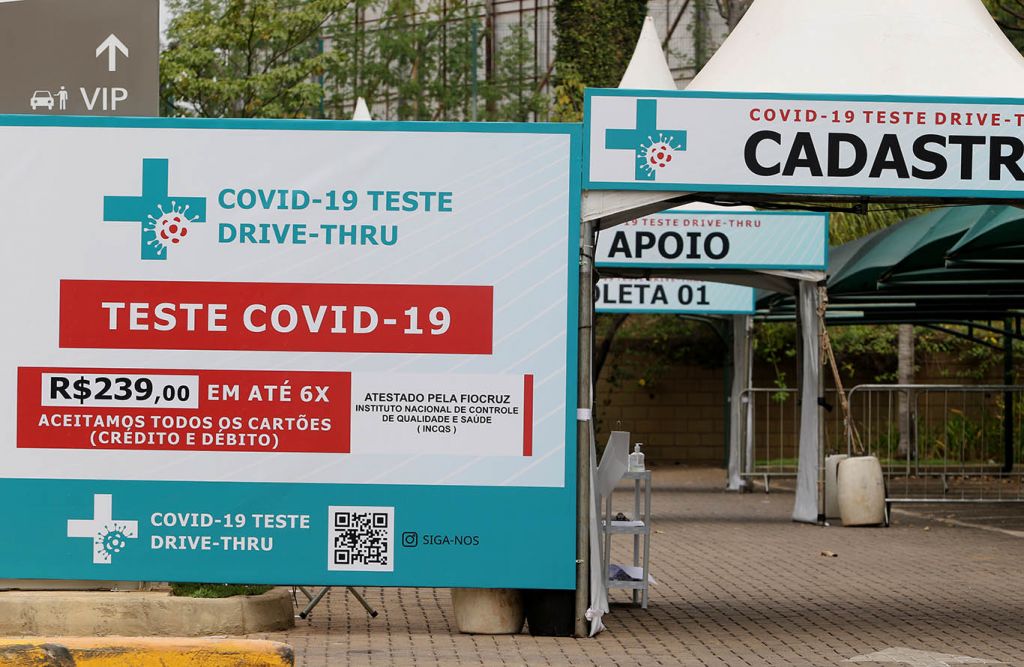 VIP
COVID-19 TESTE
DRIVE-THRU
TESTE COVID-19
R$239,00 EM ATÉ 6X
ACEITAMOS TODOS OS CARTÕES
(CRÉDITO E DÉBITO)
ATESTADO PELA FIOCRUZ
INSTITUTO NACIONAL DE CONTROLE
DE QUALIDADE E SAÚDE
( INCQS )
COVID-19 TESTE
DRIVE-THRU
SIGA-NOS
COVID-19 TESTE DRIVE-T
CADASTR
19 TESTE DRIVE-THRU
APOIO
OLETA 01